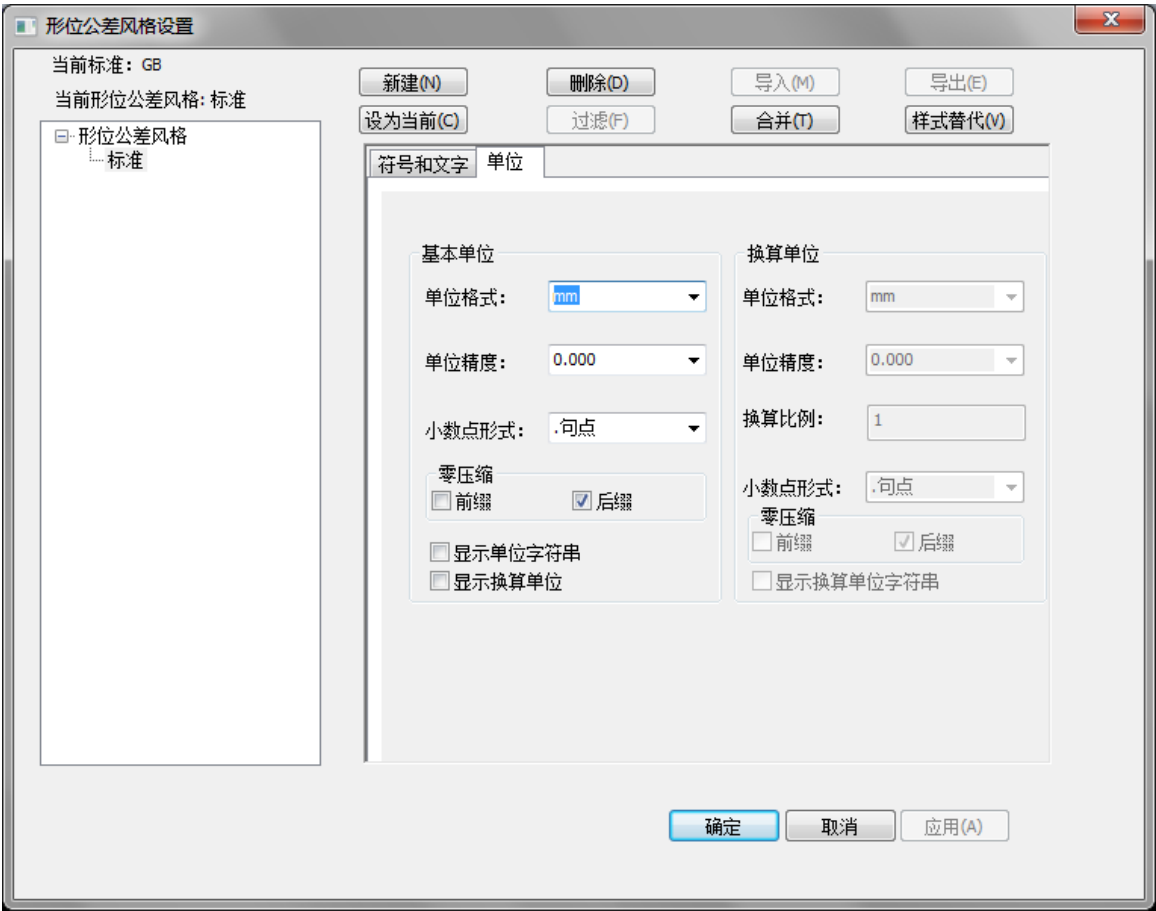 形位公差风格设置
当前标准: GB
当前形位公差风格: 标准
形位公差风格
标准
新建(N)
删除(D)
导入(M)
导出(E)
设为当前(C)
过滤(F)
合并(T)
样式替代(V)
符号和文字
单位
基本单位
单位格式:
mm
单位精度:
0.000
小数点形式:
.句点
零压缩
前缀
后缀
显示单位字符串
显示换算单位
换算单位
单位格式:
mm
单位精度:
0.000
换算比例:
1
小数点形式:
.句点
零压缩
前缀
后缀
显示换算单位字符串
确定
取消
应用(A)